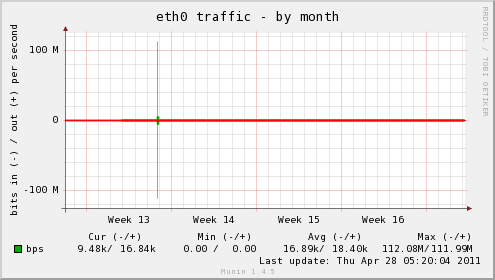 eth0 traffic - by month
RRDTOOL / TOBI OETIKER
bits in (-) / out (+) per second
100 M
0
-100 M
Week 13 Week 14 Week 15 Week 16
Cur (-/+) Min (-/+) Avg (-/+) Max (-/+)
bps 9.48k/ 16.84k 0.00 / 0.00 16.89k/ 18.40k 112.08M/111.99M
Last update: Thu Apr 28 05:20:04 2011
Munin 1.4.5